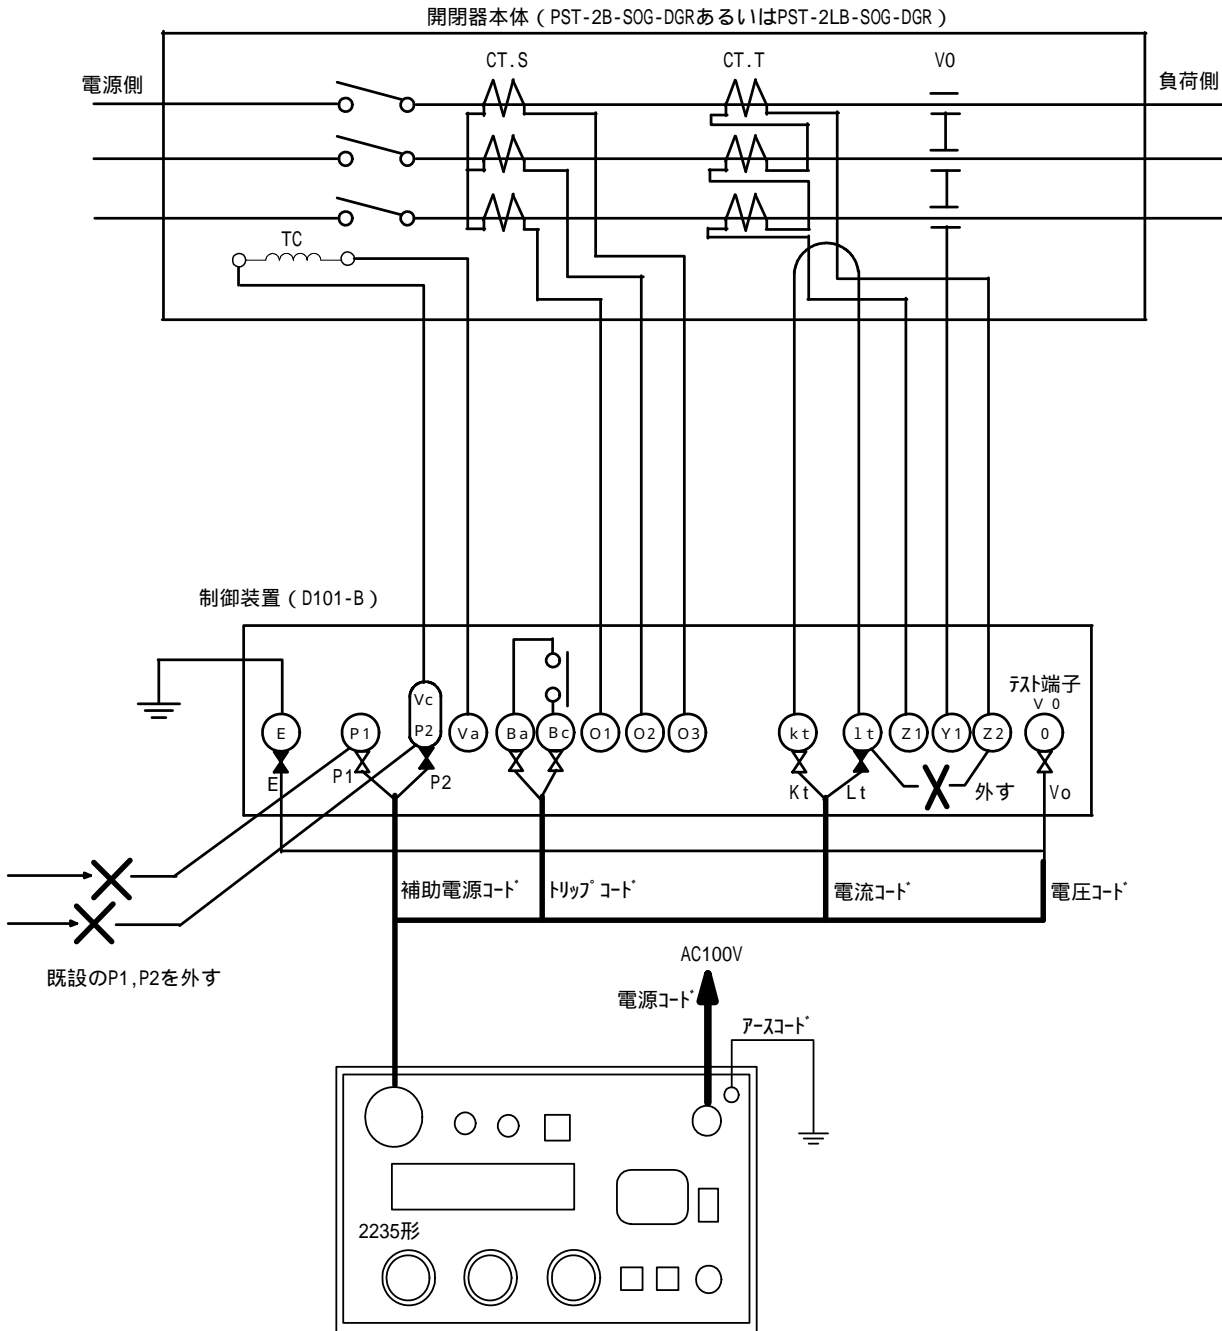 開閉器本体（PST-2B-SOG-DGRあるいはPST-2LB-SOG-DGR）
CT.S
CT.T
V0
電源側
負荷側
TC
制御装置（D101-B）
ﾃｽﾄ端子
V 0
E
P1
Vc
P2
Va
Ba
Bc
O1
O2
O3
kt
lt
Z1
Y1
Z2
0
E
P1
P2
Kt
Lt
外す
Vo
補助電源ｺｰﾄﾞ
ﾄﾘｯﾌﾟｺｰﾄﾞ
電流ｺｰﾄﾞ
電圧ｺｰﾄﾞ
既設のP1,P2を外す
AC100V
電源ｺｰﾄﾞ
ｱｰｽｺｰﾄﾞ
2235形